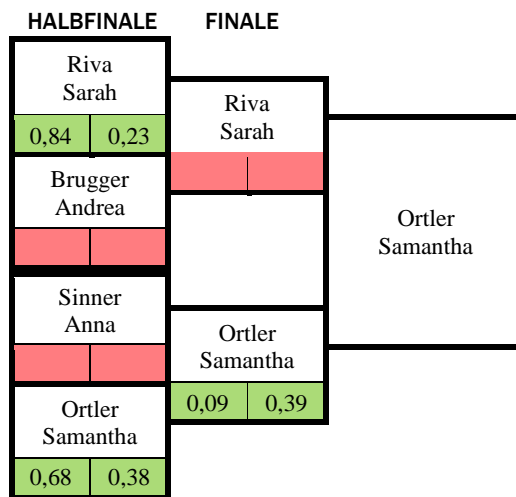 HALBFINALE FINALE
Riva
Sarah
0,84 0,23
Brugger
Andrea
Sinner
Anna
Ortler
Samantha
0,68 0,38
Riva
Sarah
Ortler
Samantha
0,09 0,39
Ortler
Samantha